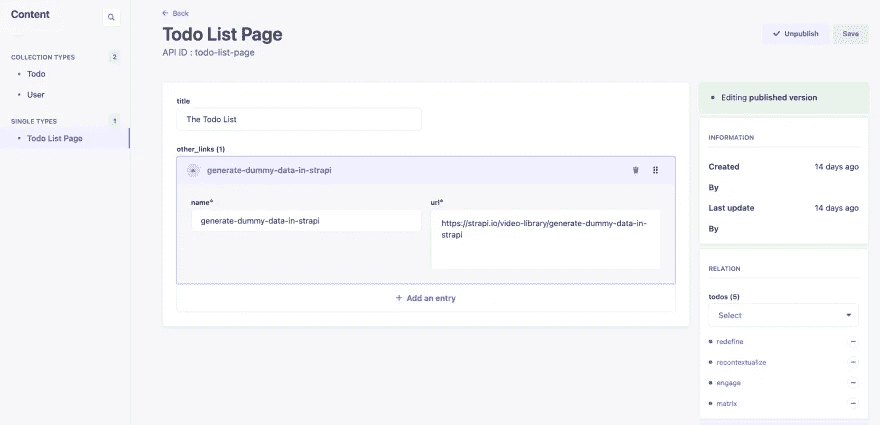 Content
COLLECTION TYPES 2
Todo
User
SINGLE TYPES 1
Todo List Page
Back
Todo List Page
API ID : todo-list-page
Unpublish
Save
title
The Todo List
other_links (1)
generate-dummy-data-in-strapi
name*
generate-dummy-data-in-strapi
url*
https://strapi.io/video-library/generate-dummy-data-in-
strapi
+ Add an entry
Editing published version
INFORMATION
Created 14 days ago
By
Last update 14 days ago
By
RELATION
todos (5)
Select
redefine
recontextualize
engage
matrix